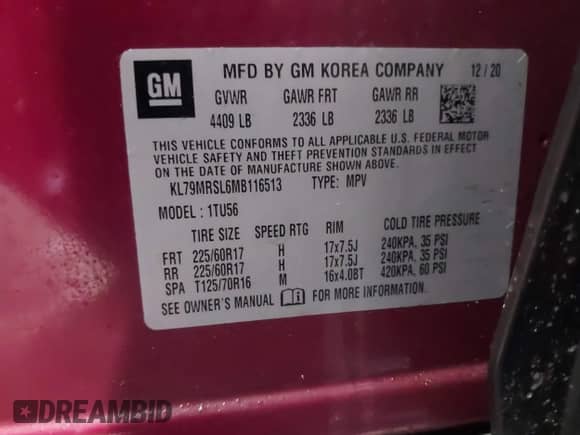 GM
MFD BY GM KOREA COMPANY 12/20
GVWR GAWR FRT GAWR RR
4409 LB 2336 LB 2336 LB
THIS VEHICLE CONFORMS TO ALL APPLICABLE U.S. FEDERAL MOTOR
VEHICLE SAFETY AND THEFT PREVENTION STANDARDS IN EFFECT ON
THE DATE OF MANUFACTURE SHOWN ABOVE.
KL79MRSL6MB116513 TYPE: MPV
MODEL: 1TU56
TIRE SIZE SPEED RTG RIM COLD TIRE PRESSURE
FRT 225/60R17 H 17x7.5J 240KPA, 35 PSI
RR 225/60R17 H 17x7.5J 240KPA, 35 PSI
SPA T125/70R16 M 16x4.0BT 420KPA, 60 PSI
SEE OWNER'S MANUAL FOR MORE INFORMATION
DREAMBID